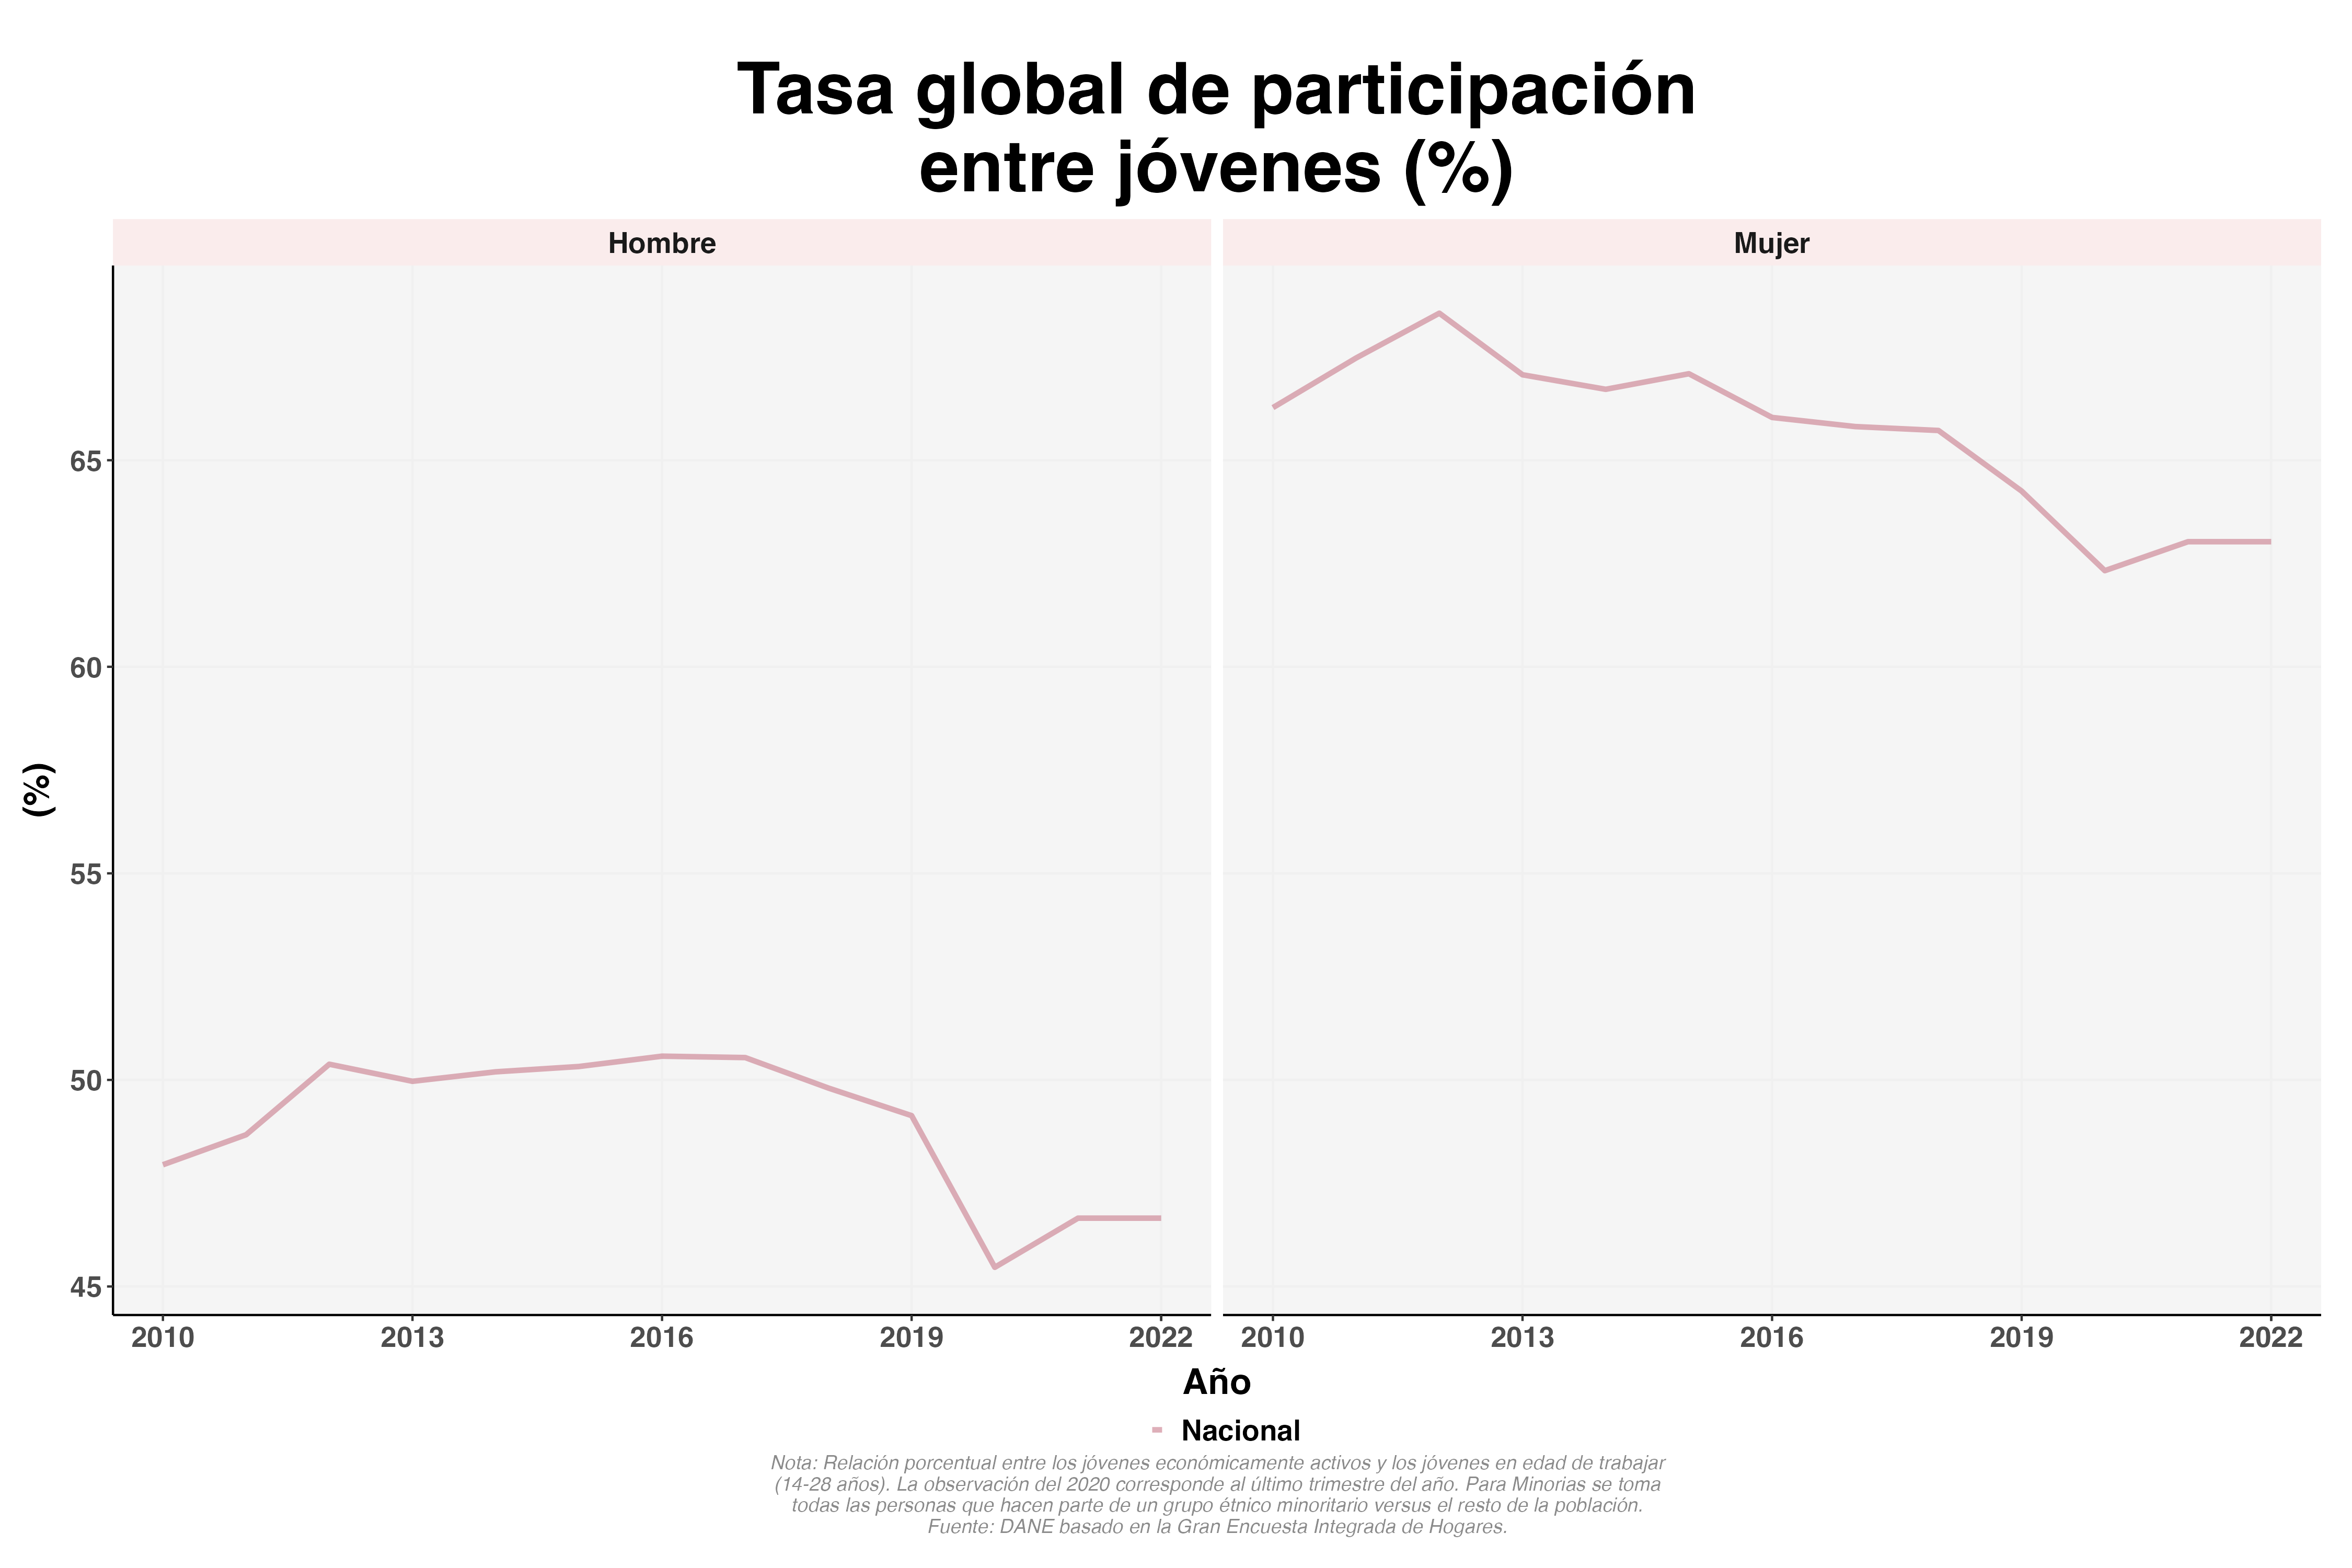 Tasa global de participación
entre jóvenes (%)
Hombre
Mujer
(%)
65
60
55
50
45
2010
2013
2016
2019
2022
2010
2013
2016
2019
2022
Año
Nacional
Nota: Relación porcentual entre los jóvenes económicamente activos y los jóvenes en edad de trabajar
(14-28 años). La observación del 2020 corresponde al último trimestre del año. Para Minorias se toma
todas las personas que hacen parte de un grupo étnico minoritario versus el resto de la población.
Fuente: DANE basado en la Gran Encuesta Integrada de Hogares.